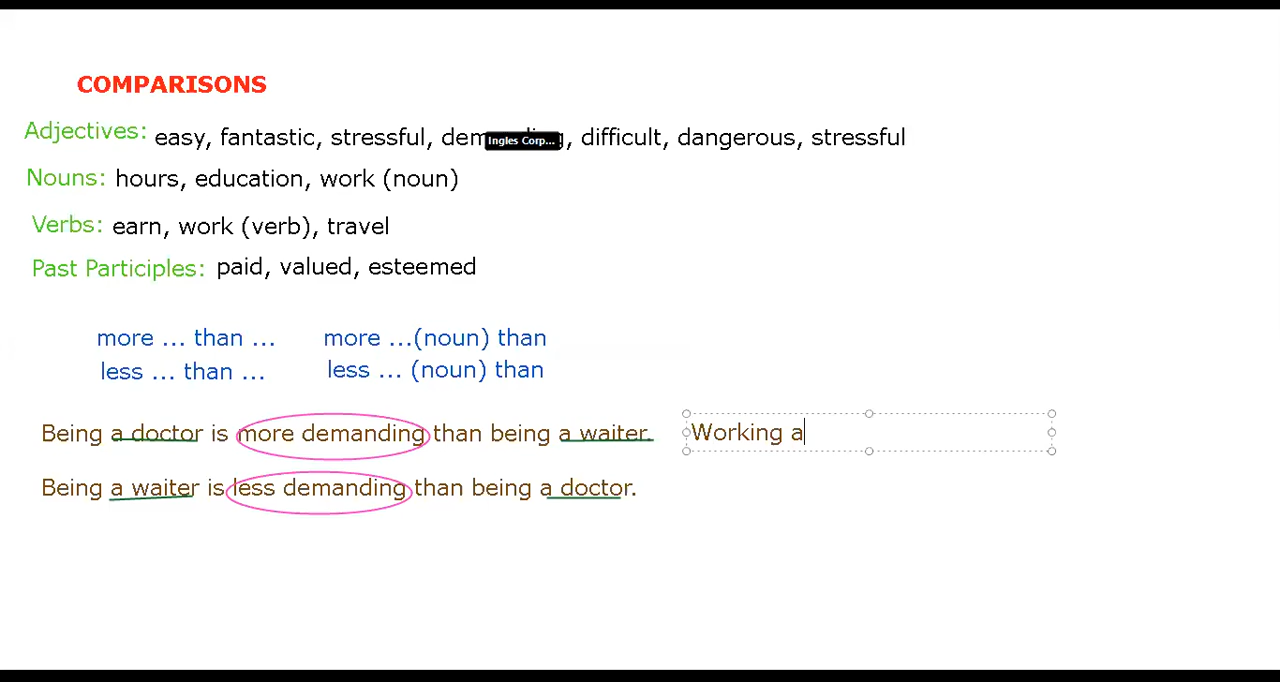 COMPARISONS
Adjectives: easy, fantastic, stressful, difficult, dangerous, stressful
Ingles Corp...
Nouns: hours, education, work (noun)
Verbs: earn, work (verb), travel
Past Participles: paid, valued, esteemed
more ... than ... more ...(noun) than
less ... than ... less ... (noun) than
Being a doctor is more demanding than being a waiter. Working a
Being a waiter is less demanding than being a doctor.